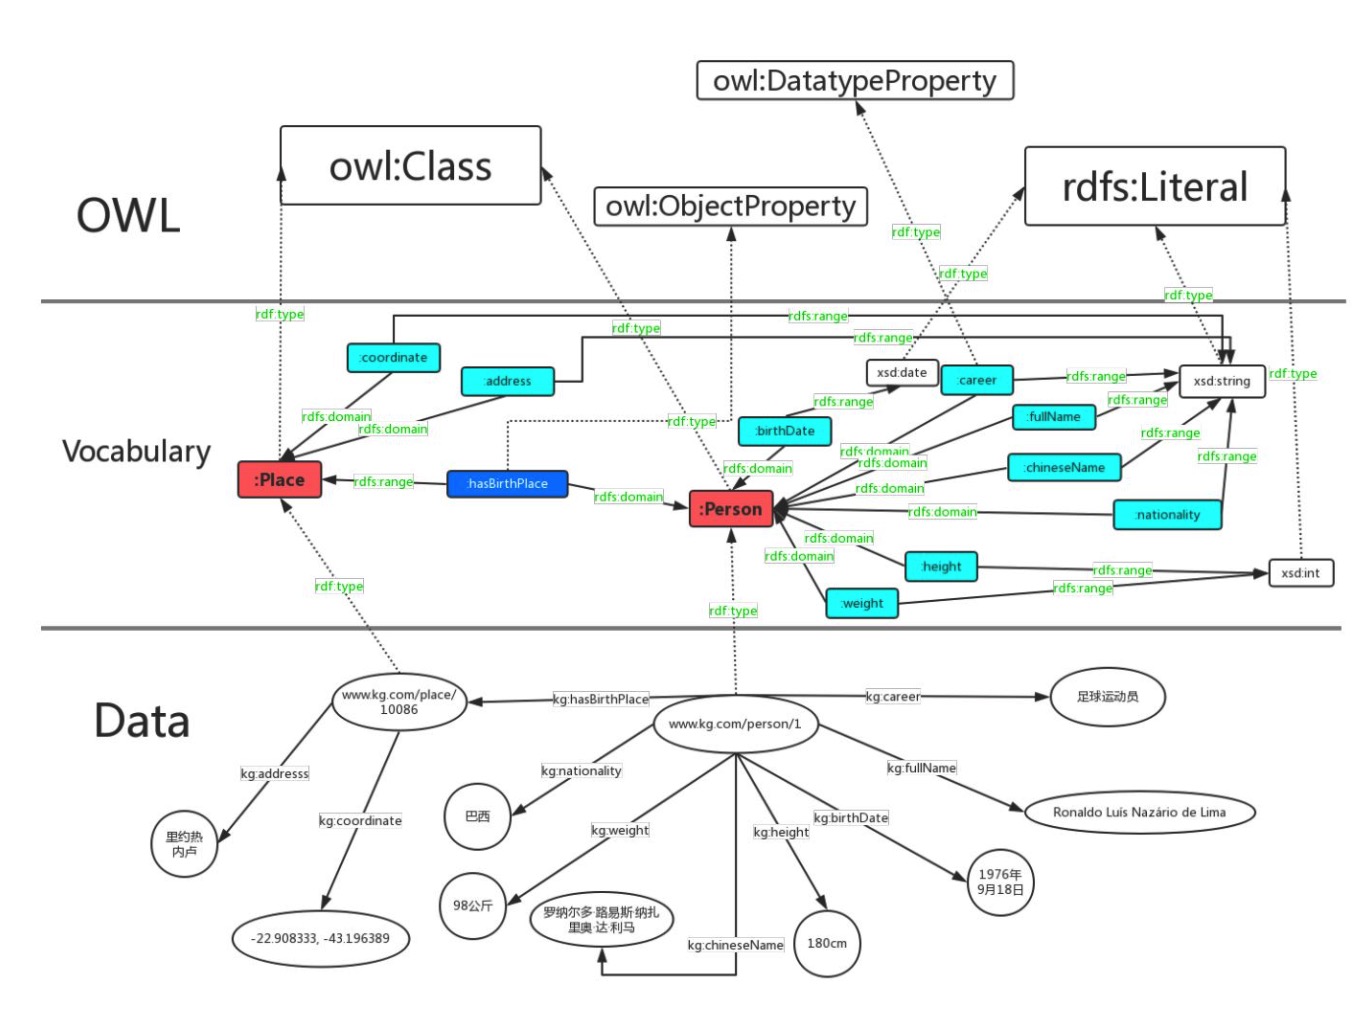 owl:DatatypeProperty
owl:Class
rdfs:Literal
owl:ObjectProperty
OWL
rdf:type
rdf:type
rdf:type
rdf:type
rdfs:range
rdf:type
rdfs:range
:coordinate
:address
xsd:date
:career
rdfs:range
xsd:string
rdf:type
rdfs:range
rdfs:range
rdfs:domain
rdfs:domain
rdf:type
:birthDate
:fullName
rdfs:range
Vocabulary
rdfs:domain
rdfs:domain
rdfs:domain
:chineseName
rdfs:range
:Place
rdfs:range
:hasBirthPlace
rdfs:domain
rdfs:domain
:Person
rdfs:domain
:nationality
rdfs:domain
rdfs:domain
:height
rdfs:range
xsd:int
rdf:type
rdf:type
:weight
rdfs:range
Data
www.kg.com/place/
10086
kg:hasBirthPlace
kg:career
足球运动员
www.kg.com/person/1
kg:addresss
kg:nationality
kg:fullName
kg:coordinate
巴西
kg:weight
kg:height
kg:birthDate
Ronaldo Luís Nazário de Lima
里约热
内卢
1976年
9月18日
98公斤
罗纳尔多·路易斯·纳扎
里奥·达·利马
-22.908333, -43.196389
kg:chineseName
180cm